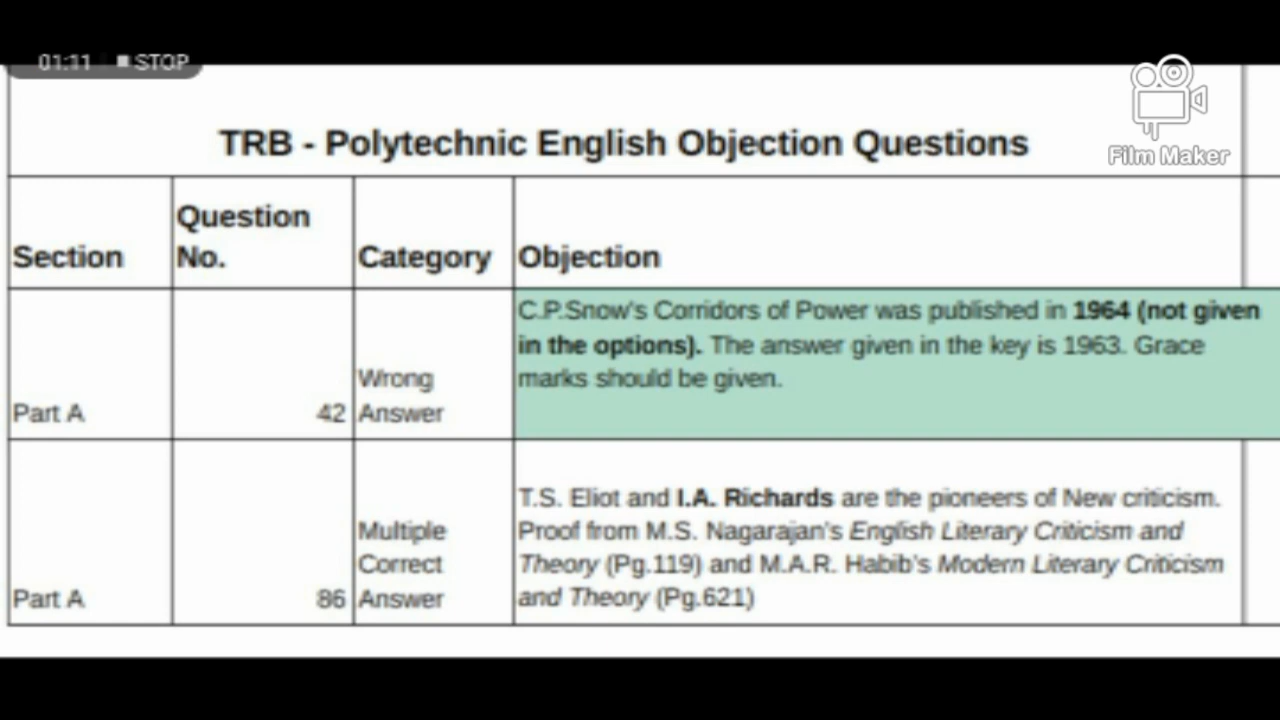 01:11 STOP
Film Maker
TRB - Polytechnic English Objection Questions
Section
Question
No.
Category
Objection
Part A
42
Wrong
Answer
C.P.Snow's Corridors of Power was published in 1964 (not given
in the options). The answer given in the key is 1963. Grace
marks should be given.
Part A
86
Multiple
Correct
Answer
T.S. Eliot and I.A. Richards are the pioneers of New criticism.
Proof from M.S. Nagarajan's English Literary Criticism and
Theory (Pg.119) and M.A.R. Habib's Modern Literary Criticism
and Theory (Pg.621)